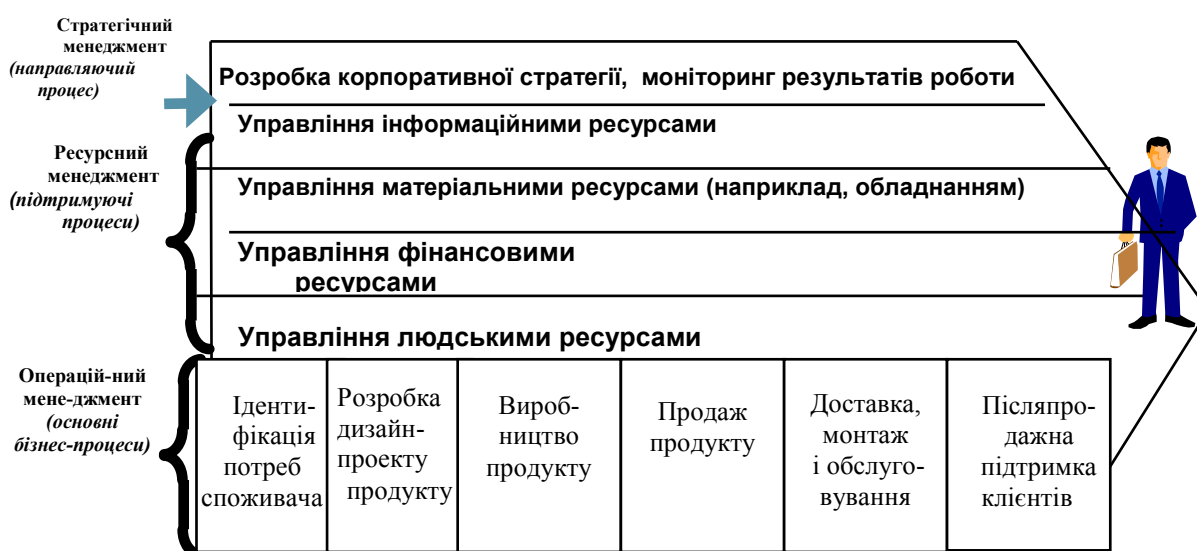 Стратегічний
менеджмент
(направляючий
процес)
Розробка корпоративної стратегії, моніторинг результатів роботи
Управління інформаційними ресурсами
Ресурсний
менеджмент
(підтримуючі
процеси)
Управління матеріальними ресурсами (наприклад, обладнанням)
Управління фінансовими
ресурсами
Управління людськими ресурсами
Операцій-ний
мене-джмент
(основні
бізнес-процеси)
Іденти-
фікація
потреб
споживача
Розробка
дизайн-
проекту
продукту
Вироб-
ництво
продукту
Продаж
продукту
Доставка,
монтаж
і обслуго-
вування
Післяпро-
дажна
підтримка
клієнтів